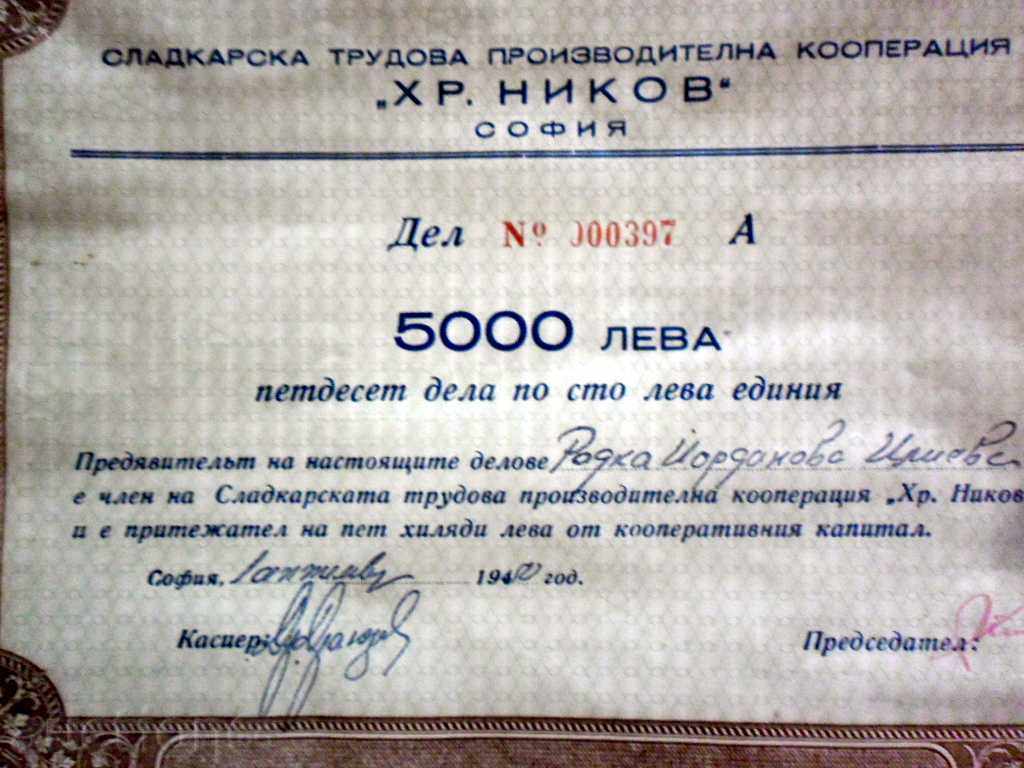 СЛАДКАРСКА ТРУДОВА ПРОИЗВОДИТЕЛНА КООПЕРАЦИЯ
„ХР. НИКОВ“
СОФИЯ
Дел № 000397 А
5000 ЛЕВА
петдесет дела по сто лева единия
Предявительт на настоящите делове Радка Йорданова
е член на Сладкарската трудова производителна кооперация „Хр. Ников
и е притежател на пет хиляди лева от кооперативния капитал.
София, 194 год.
Касиер:
Председател: